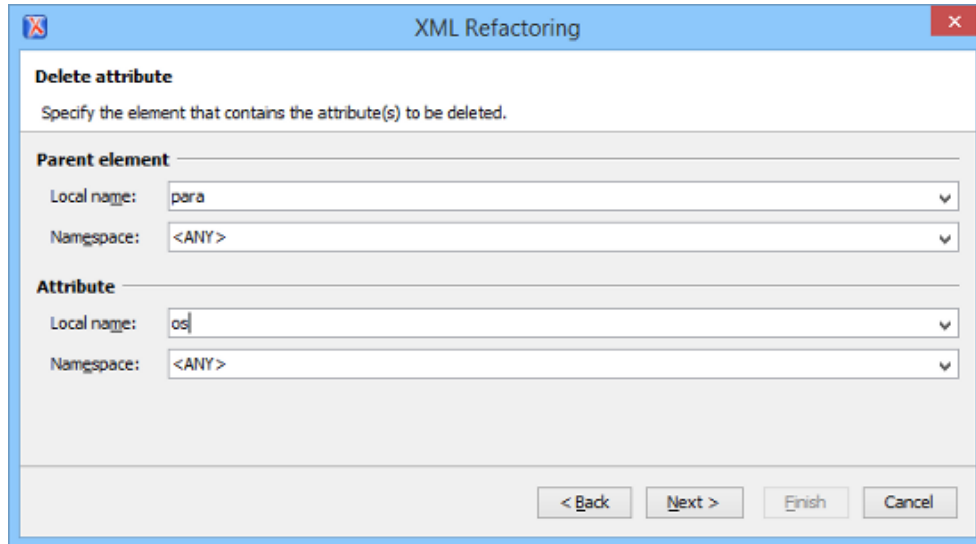 XML Refactoring
Delete attribute
Specify the element that contains the attribute(s) to be deleted.
Parent element
Local name: para
Namespace: <ANY>
Attribute
Local name: os
Namespace: <ANY>
< Back Next > Finish Cancel